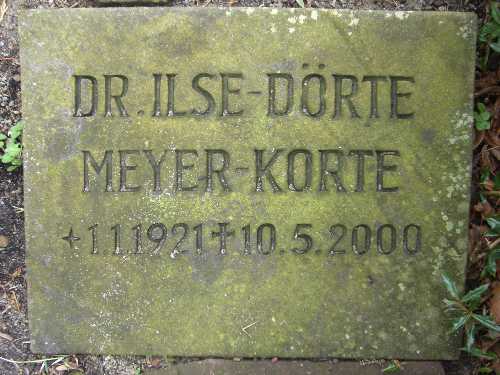 DR. ILSE-DÖRTE
MEYER-KORTE
+1.1.1921✝10.5.2000